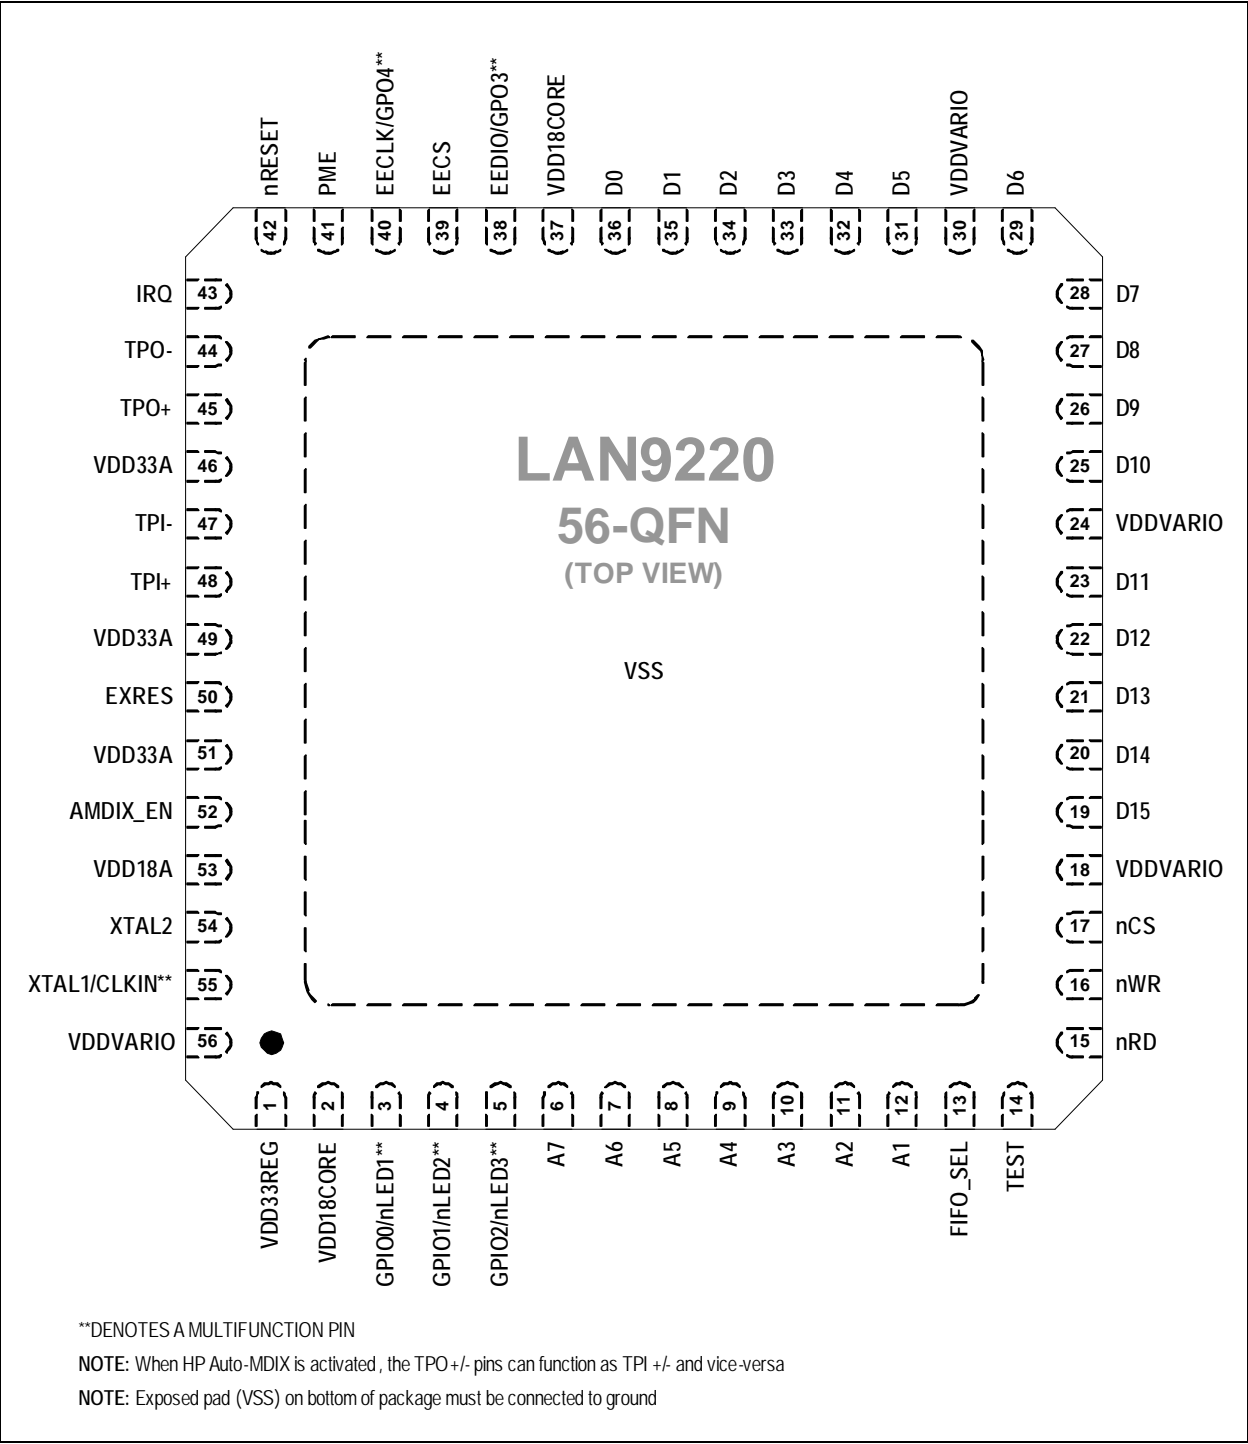 nRESET
PME
EECLK/GPO4**
EECS
EEDIO/GPO3**
VDD18CORE
D0
D1
D2
D3
D4
D5
VDDVARIO
D6
42
41
40
39
38
37
36
35
34
33
32
31
30
29
IRQ 43
TPO- 44
TPO+ 45
VDD33A 46
TPI- 47
TPI+ 48
VDD33A 49
EXRES 50
VDD33A 51
AMDIX_EN 52
VDD18A 53
XTAL2 54
XTAL1/CLKIN** 55
VDDVARIO 56
LAN9220
56-QFN
(TOP VIEW)
VSS
28 D7
27 D8
26 D9
25 D10
24 VDDVARIO
23 D11
22 D12
21 D13
20 D14
19 D15
18 VDDVARIO
17 nCS
16 nWR
15 nRD
1
2
3
4
5
6
7
8
9
10
11
12
13
14
VDD33REG
VDD18CORE
GPIO0/nLED1**
GPIO1/nLED2**
GPIO2/nLED3**
A7
A6
A5
A4
A3
A2
A1
FIFO_SEL
TEST
**DENOTES A MULTIFUNCTION PIN
NOTE: When HP Auto-MDIX is activated, the TPO+/- pins can function as TPI +/- and vice-versa
NOTE: Exposed pad (VSS) on bottom of package must be connected to ground